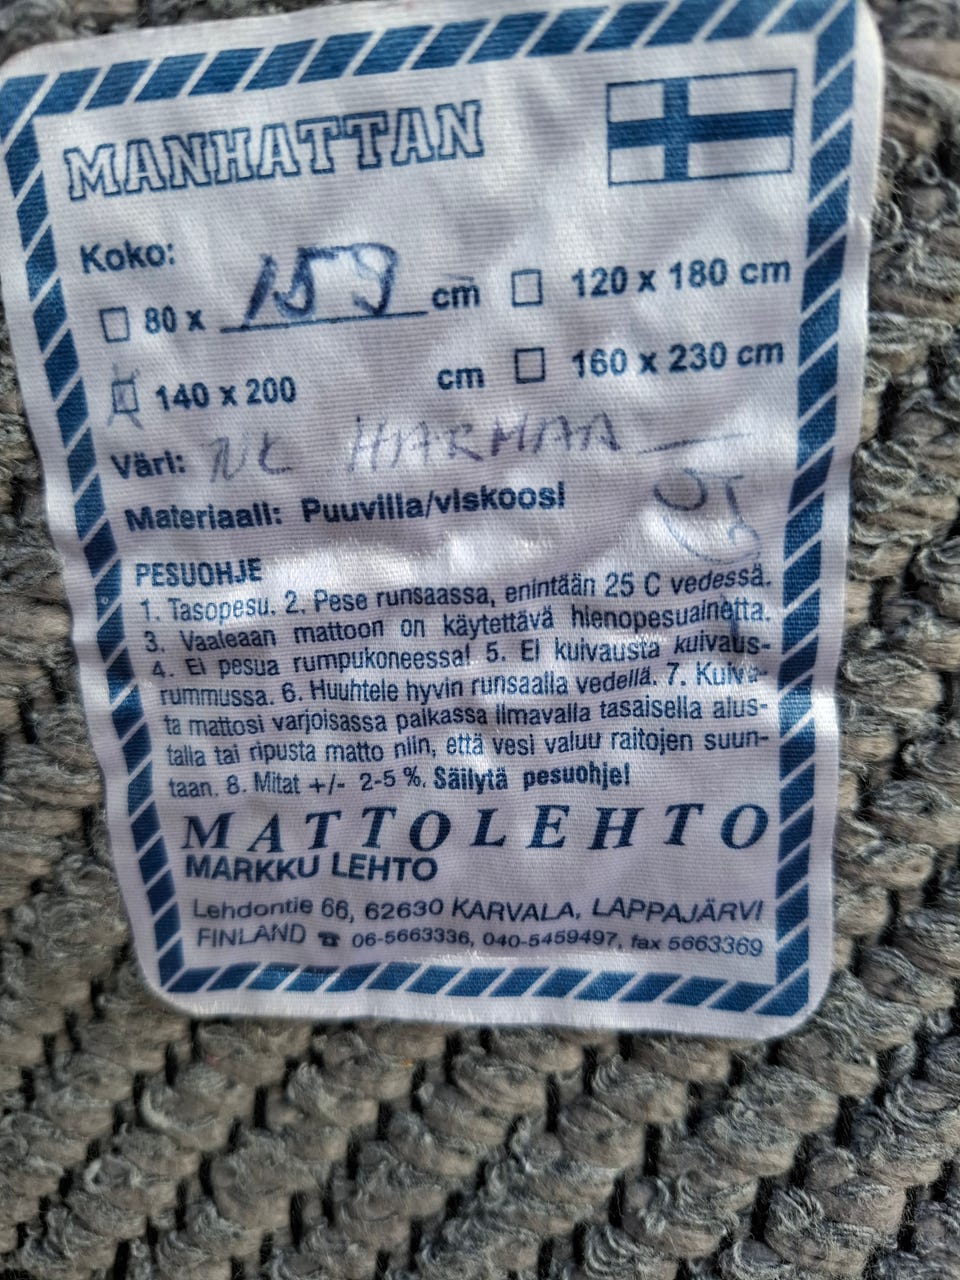 MANHATTAN
Koko:
80 x 159 cm 120 x 180 cm
140 x 200 cm 160 x 230 cm
Väri: HARMAA
Materiaali: Puuvilla/viskoosi
PESUOHJE
1. Tasopesu. 2. Pese runsaassa, enintään 25 C vedessä.
3. Vaaleaan mattoon on käytettävä hienopesuainetta.
4. Ei pesua rumpukoneessa! 5. Ei kuivausta kuivaus-
rummussa. 6. Huuhtele hyvin runsaalla vedellä. 7. Kuiva-
ta mattosi varjoisassa paikassa ilmavalla tasaisella alus-
talla tai ripusta matto niin, että vesi valuu raitojen suun-
taan. 8. Mitat +/- 2-5 %. Säilytä pesuohje!
MATTOLEHTO
MARKKU LEHTO
Lehdontie 66, 62630 KARVALA, LAPPAJÄRVI
FINLAND ☎ 06-5663336, 040-5459497, fax 5663369